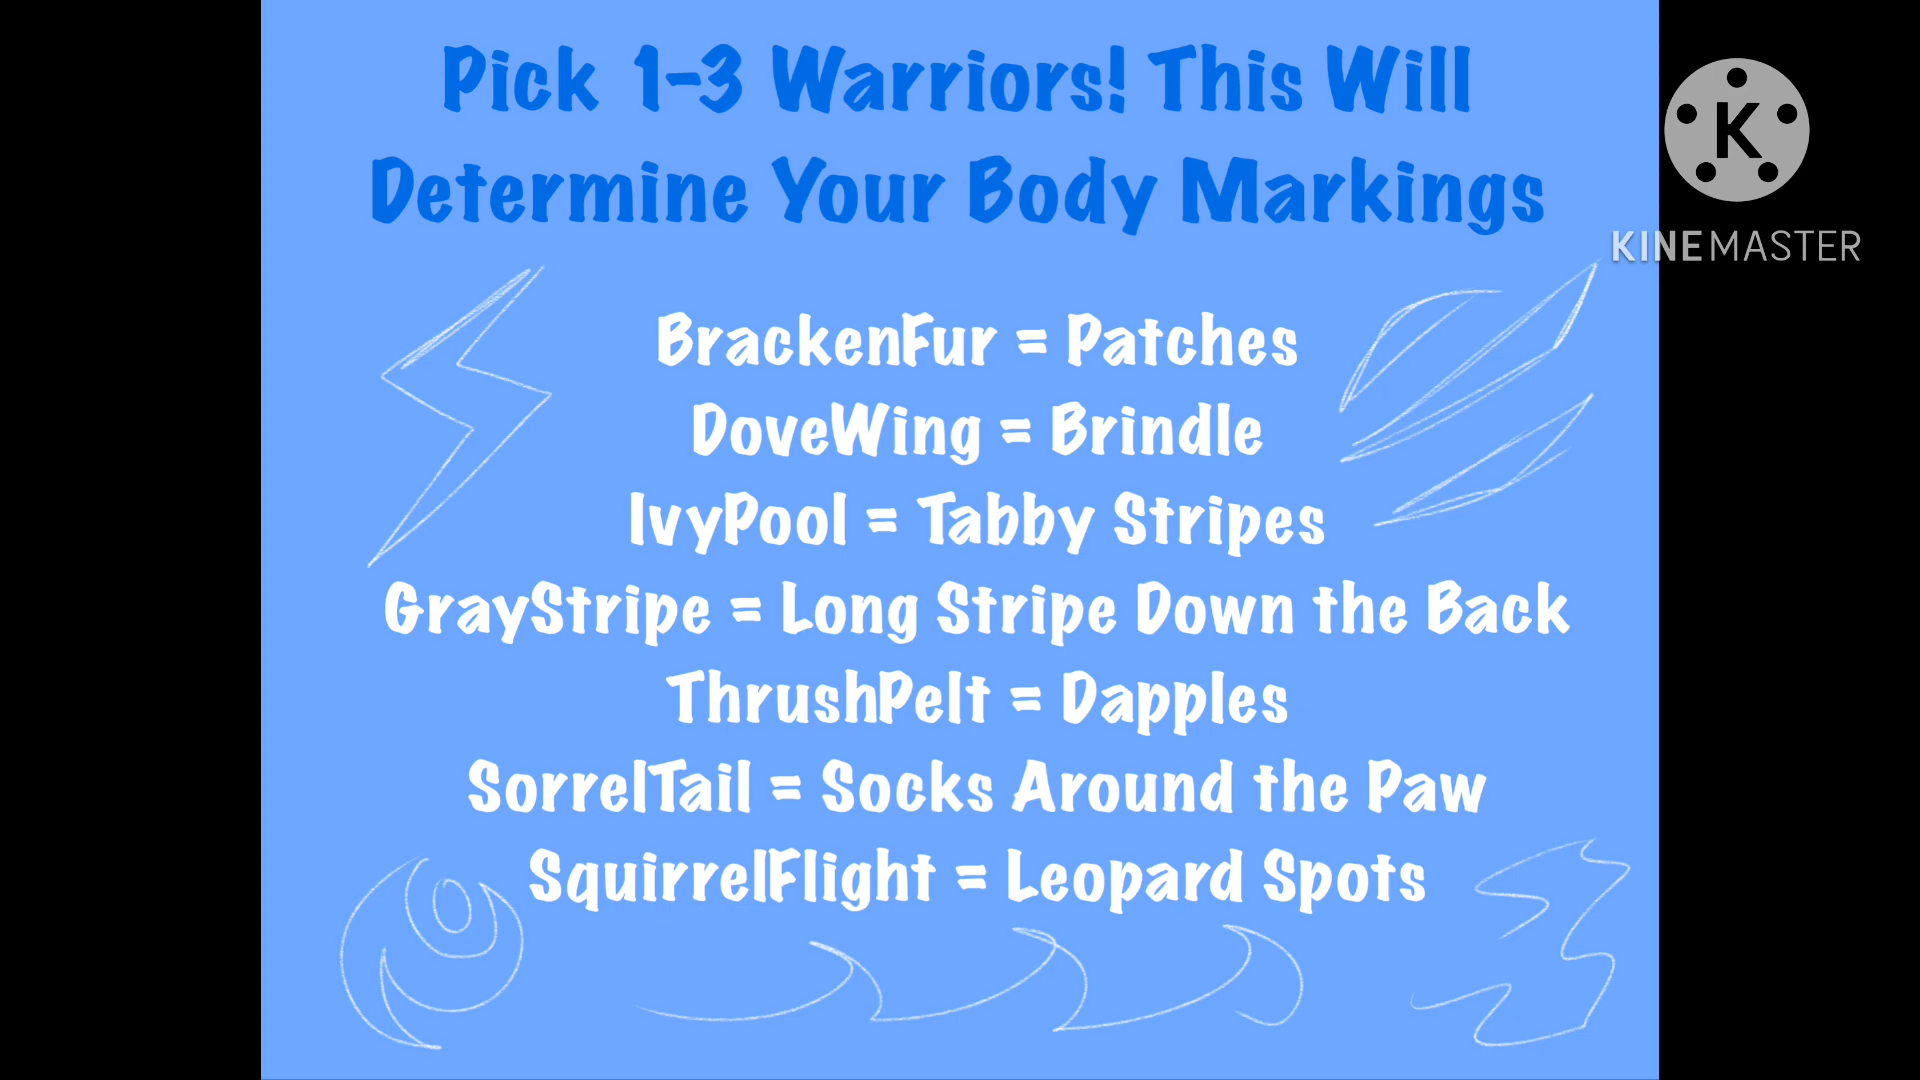 Pick 1-3 Warriors! This Will
Determine Your Body Markings
K
KINEMASTER
BrackenFur = Patches
DoveWing = Brindle
IvyPool = Tabby Stripes
GrayStripe = Long Stripe Down the Back
ThrushPelt = Dapples
SorrelTail = Socks Around the Paw
SquirrelFlight = Leopard Spots